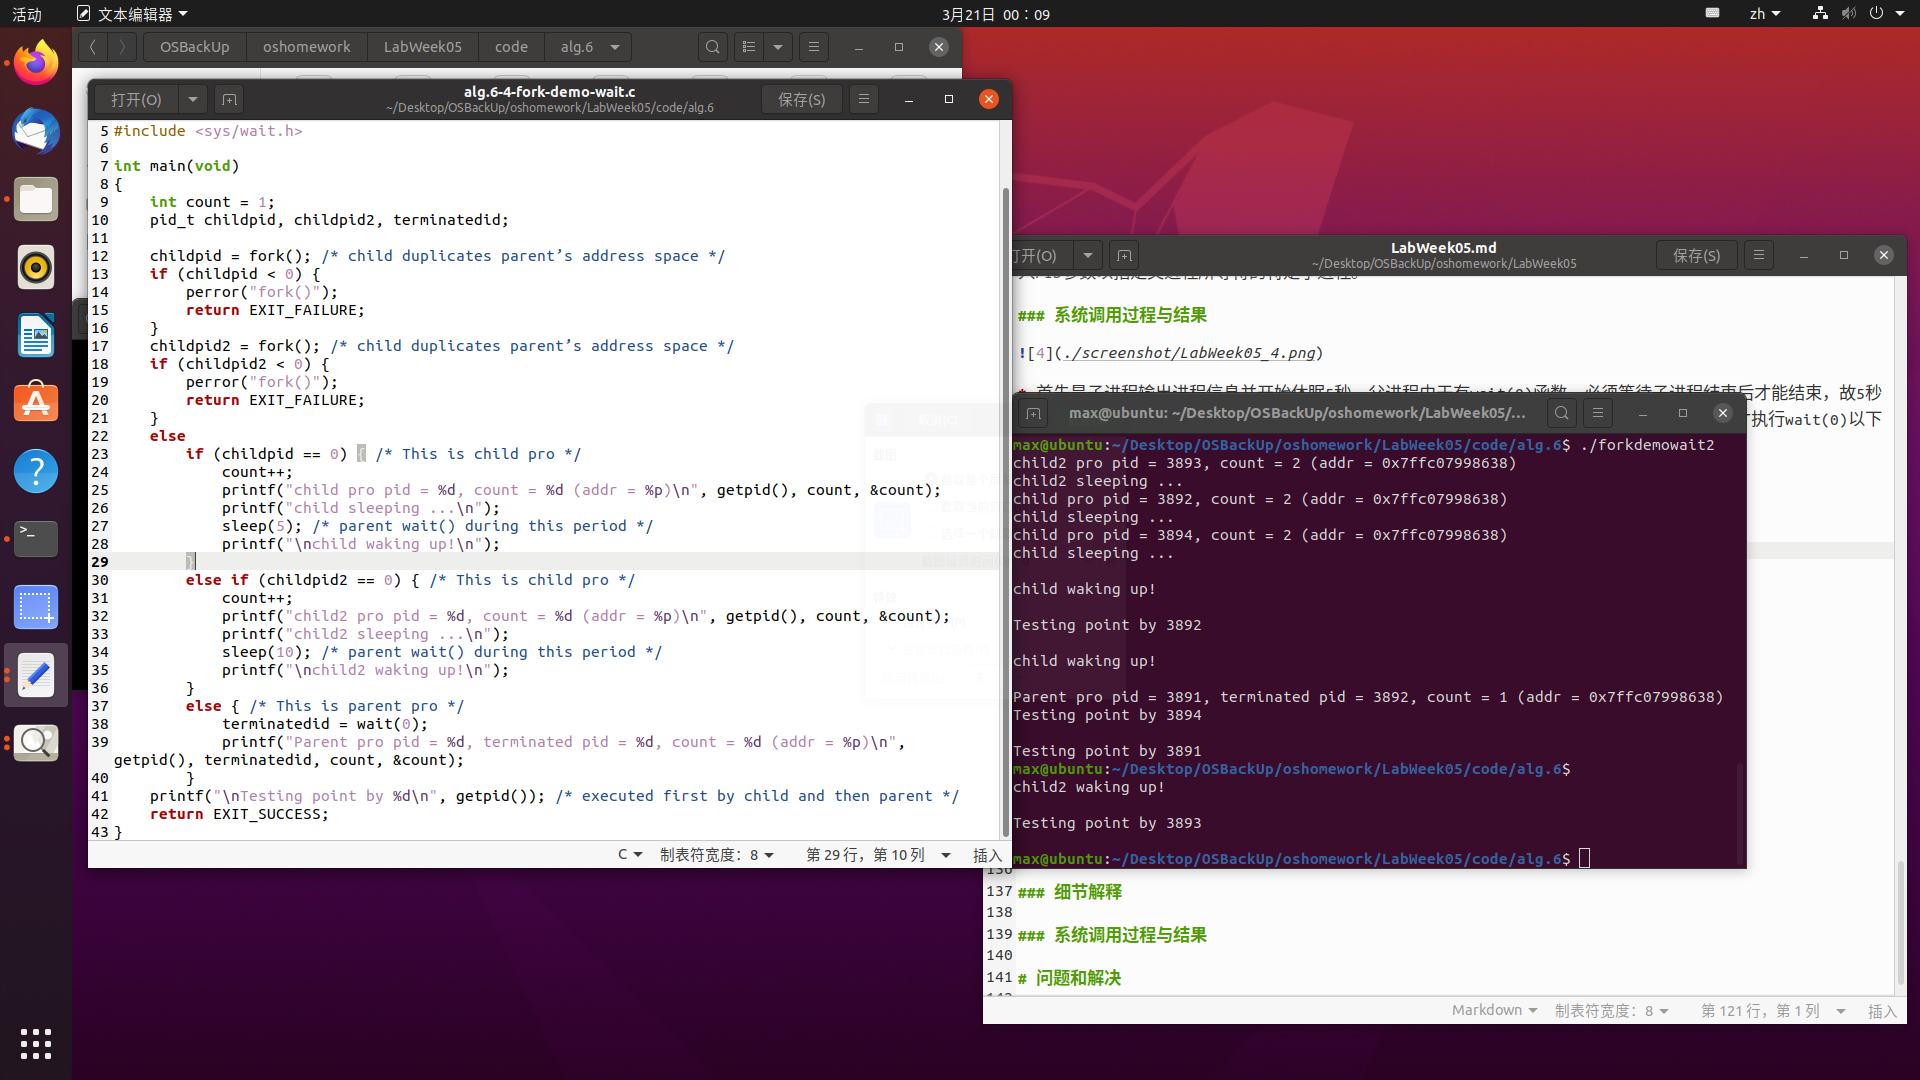 活动
文本编辑器
3月21日 00：09
zh
OSBackUp
oshomework
LabWeek05
code
alg.6
打开(O)
alg.6-4-fork-demo-wait.c
~/Desktop/OSBackUp/oshomework/LabWeek05/code/alg.6
保存(S)
5 #include <sys/wait.h>
6
7 int main(void)
8 {
9     int count = 1;
10     pid_t childpid, childpid2, terminatedid;
11
12     childpid = fork(); /* child duplicates parent’s address space */
13     if (childpid < 0) {
14         perror("fork()");
15         return EXIT_FAILURE;
16     }
17     childpid2 = fork(); /* child duplicates parent’s address space */
18     if (childpid2 < 0) {
19         perror("fork()");
20         return EXIT_FAILURE;
21     }
22     else
23         if (childpid == 0) { /* This is child pro */
24             count++;
25             printf("child pro pid = %d, count = %d (addr = %p)\n", getpid(), count, &count);
26             printf("child sleeping ...\n");
27             sleep(5); /* parent wait() during this period */
28             printf("\nchild waking up!\n");
29         }
30         else if (childpid2 == 0) { /* This is child pro */
31             count++;
32             printf("child2 pro pid = %d, count = %d (addr = %p)\n", getpid(), count, &count);
33             printf("child2 sleeping ...\n");
34             sleep(10); /* parent wait() during this period */
35             printf("\nchild2 waking up!\n");
36         }
37         else { /* This is parent pro */
38             terminatedid = wait(0);
39             printf("Parent pro pid = %d, terminated pid = %d, count = %d (addr = %p)\n",
getpid(), terminatedid, count, &count);
40         }
41     printf("\nTesting point by %d\n", getpid()); /* executed first by child and then parent */
42     return EXIT_SUCCESS;
43 }
C
制表符宽度：8
第 29 行，第 10 列
插入
打开(O)
LabWeek05.md
~/Desktop/OSBackUp/oshomework/LabWeek05
保存(S)
### 系统调用过程与结果
![4](./screenshot/LabWeek05_4.png)
后才能结束，故5秒
执行wait(0)以下
max@ubuntu: ~/Desktop/OSBackUp/oshomework/LabWeek05/...
max@ubuntu:~/Desktop/OSBackUp/oshomework/LabWeek05/code/alg.6$ ./forkdemowait2
child2 pro pid = 3893, count = 2 (addr = 0x7ffc07998638)
child2 sleeping ...
child pro pid = 3892, count = 2 (addr = 0x7ffc07998638)
child sleeping ...
child pro pid = 3894, count = 2 (addr = 0x7ffc07998638)
child sleeping ...
child waking up!
Testing point by 3892
child waking up!
Parent pro pid = 3891, terminated pid = 3892, count = 1 (addr = 0x7ffc07998638)
Testing point by 3894
Testing point by 3891
max@ubuntu:~/Desktop/OSBackUp/oshomework/LabWeek05/code/alg.6$
child2 waking up!
Testing point by 3893
max@ubuntu:~/Desktop/OSBackUp/oshomework/LabWeek05/code/alg.6$
136
137 ### 细节解释
138
139 ### 系统调用过程与结果
140
141 # 问题和解决
Markdown
制表符宽度：8
第 121 行，第 1 列
插入